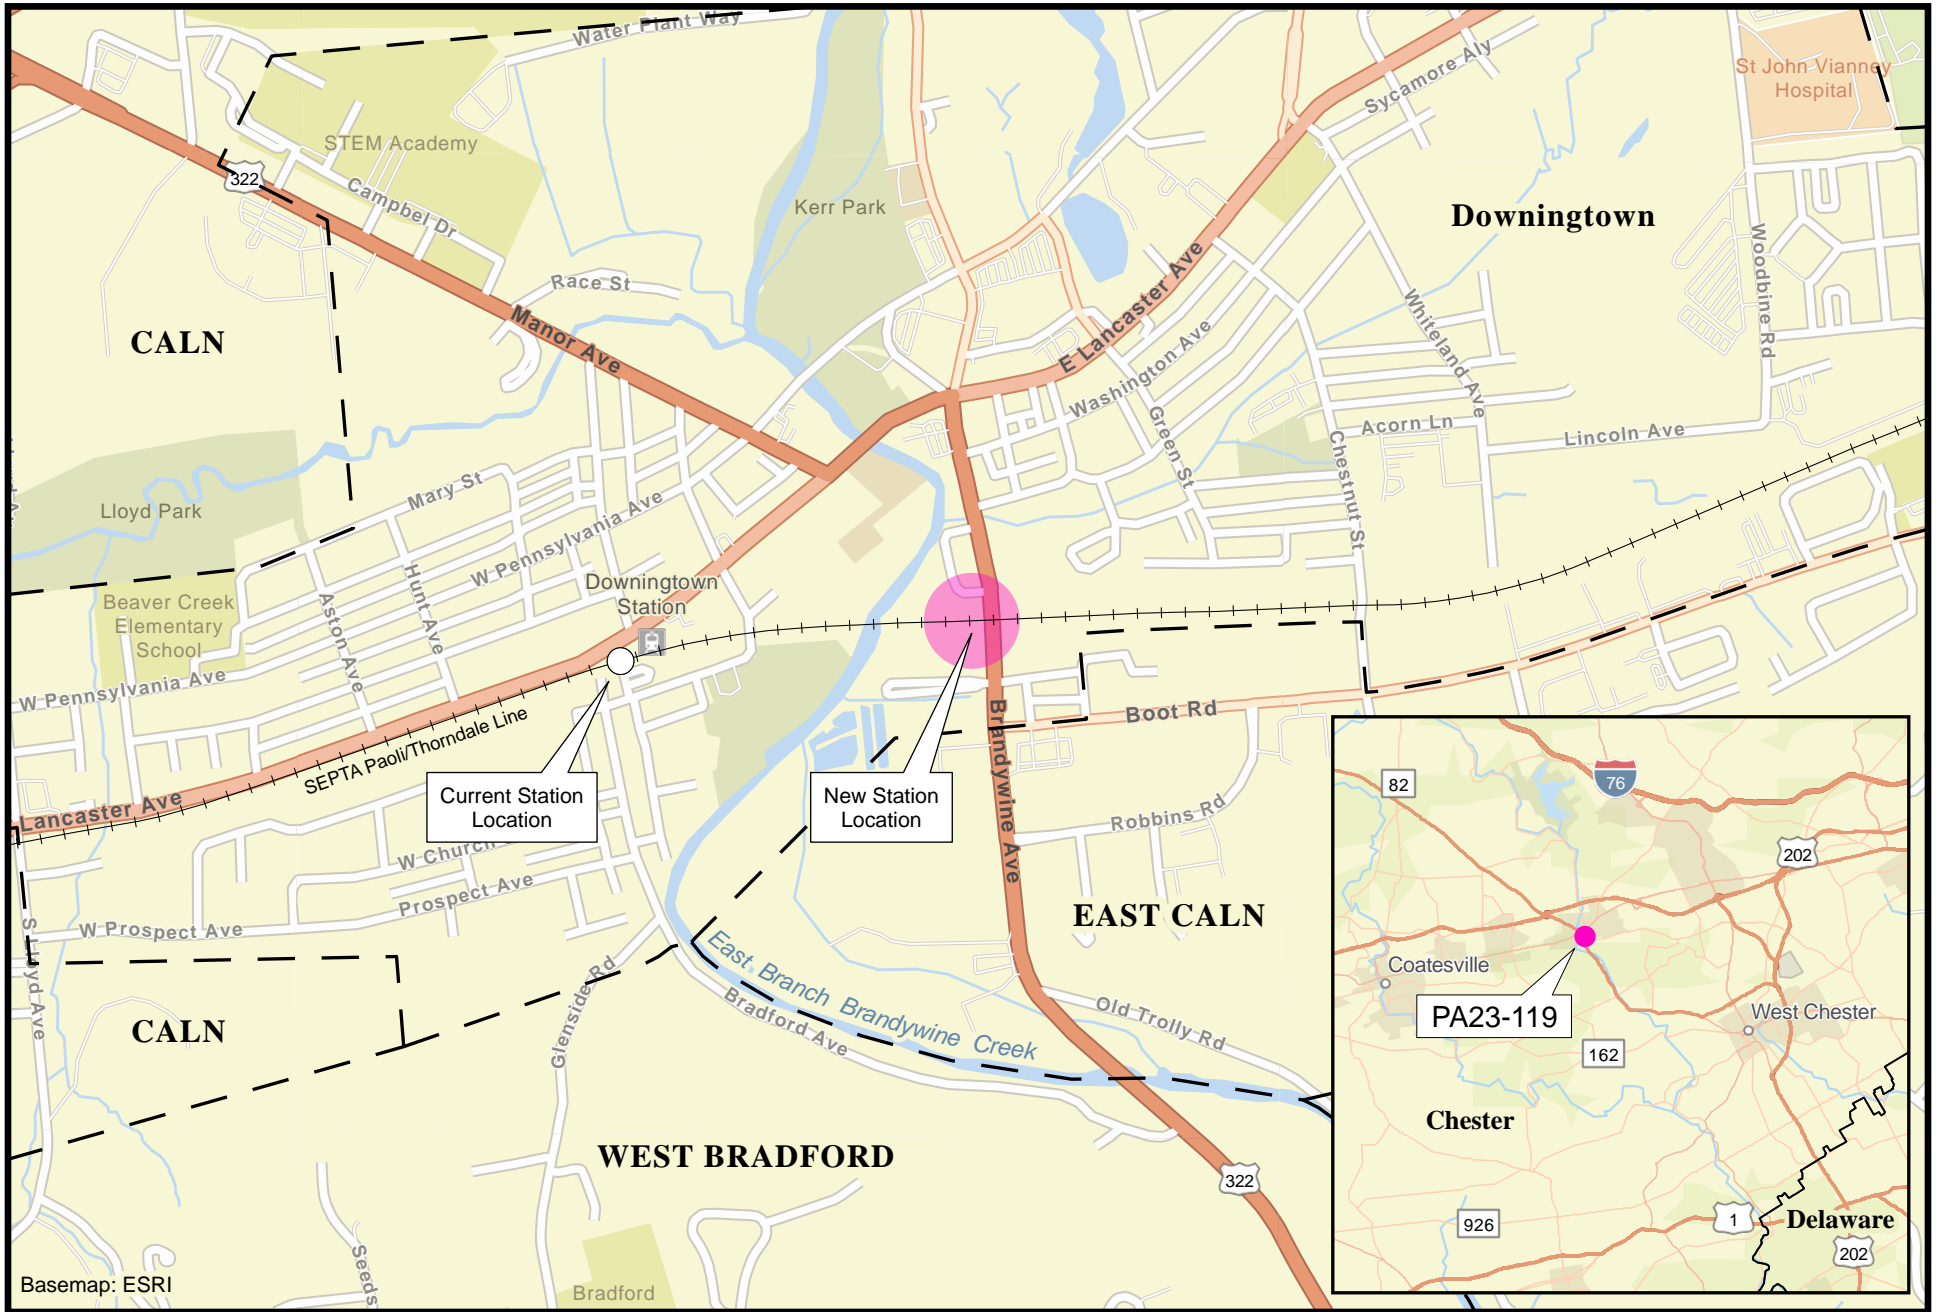 Water Plant Way
Sycamore Aly
St John Vianney
Hospital
STEM Academy
322
Campbel Dr
Kerr Park
Downingtown
Woodbine Rd
Race St
Manor Ave
E Lancaster Ave
Whiteland Ave
CALN
Washington Ave
Green St
Chestnut St
Acorn Ln
Lincoln Ave
Mary St
Lloyd Park
W Pennsylvania Ave
Hunt Ave
Aston Ave
Downingtown
Station
Beaver Creek
Elementary
School
W Pennsylvania Ave
Brandywine Ave
Boot Rd
SEPTA Paoli/Thorndale Line
Lancaster Ave
Current Station
Location
New Station
Location
Robbins Rd
W Church
Prospect Ave
W Prospect Ave
S Lloyd Ave
EAST CALN
East Branch Brandywine Creek
Glenside Rd
Bradford Ave
Old Trolly Rd
CALN
WEST BRADFORD
322
Seeds
Bradford
Basemap: ESRI
82
76
202
Coatesville
PA23-119
West Chester
162
Chester
926
1
Delaware
202